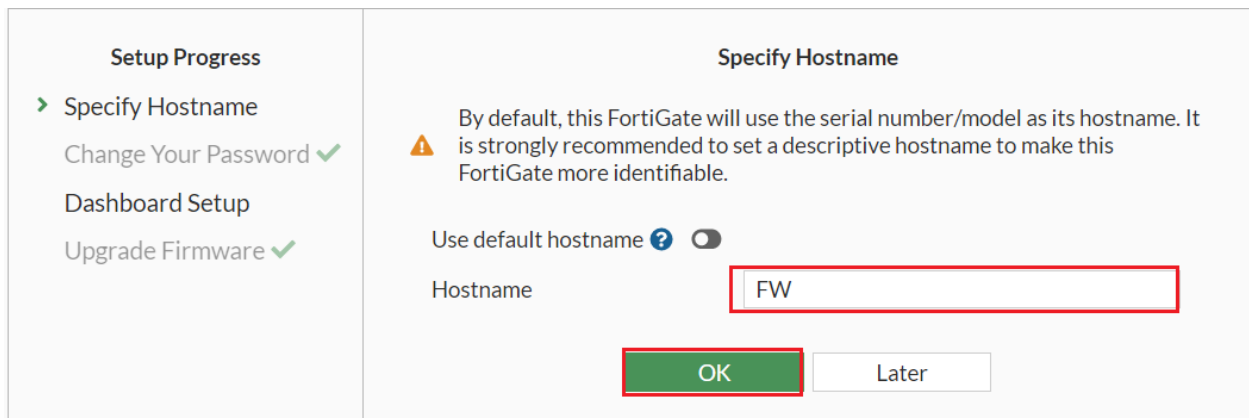 Setup Progress
Specify Hostname
Change Your Password
Dashboard Setup
Upgrade Firmware
Specify Hostname
By default, this FortiGate will use the serial number/model as its hostname. It
is strongly recommended to set a descriptive hostname to make this
FortiGate more identifiable.
Use default hostname
Hostname
FW
OK
Later